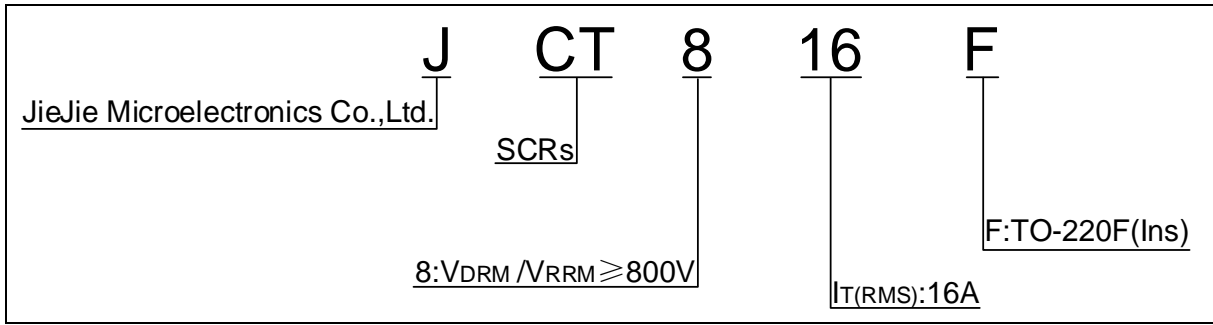 J CT 8 16 F
JieJie Microelectronics Co.,Ltd.
SCRs
F:TO-220F(Ins)
8:VDRM /VRRM≥800V
IT(RMS):16A